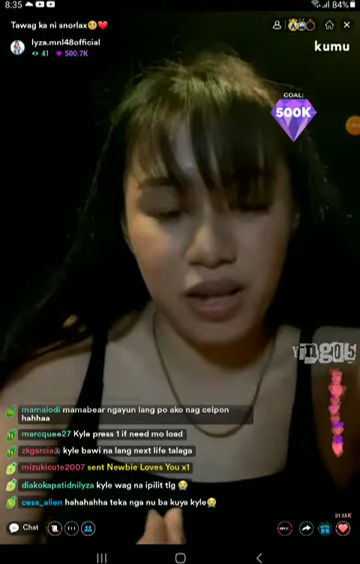 8:35
84%
Tawag ka ni snorlax🥺❤️
lyza.mnl48official
41 500.7K
kumu
GOAL:
500K
mamalodi mamabear ngayun lang po ako nag celpon
hahhaa
marcquee27 Kyle press 1 if need mo load
kyle bawi na lang next life talaga
mizukicute2007 sent Newbie Loves You x1
diakokapatidnilyza kyle wag na ipilit tlg 😪
cess_alien hahahahha teka nga nu ba kuya kyle😪
21.13K
Chat